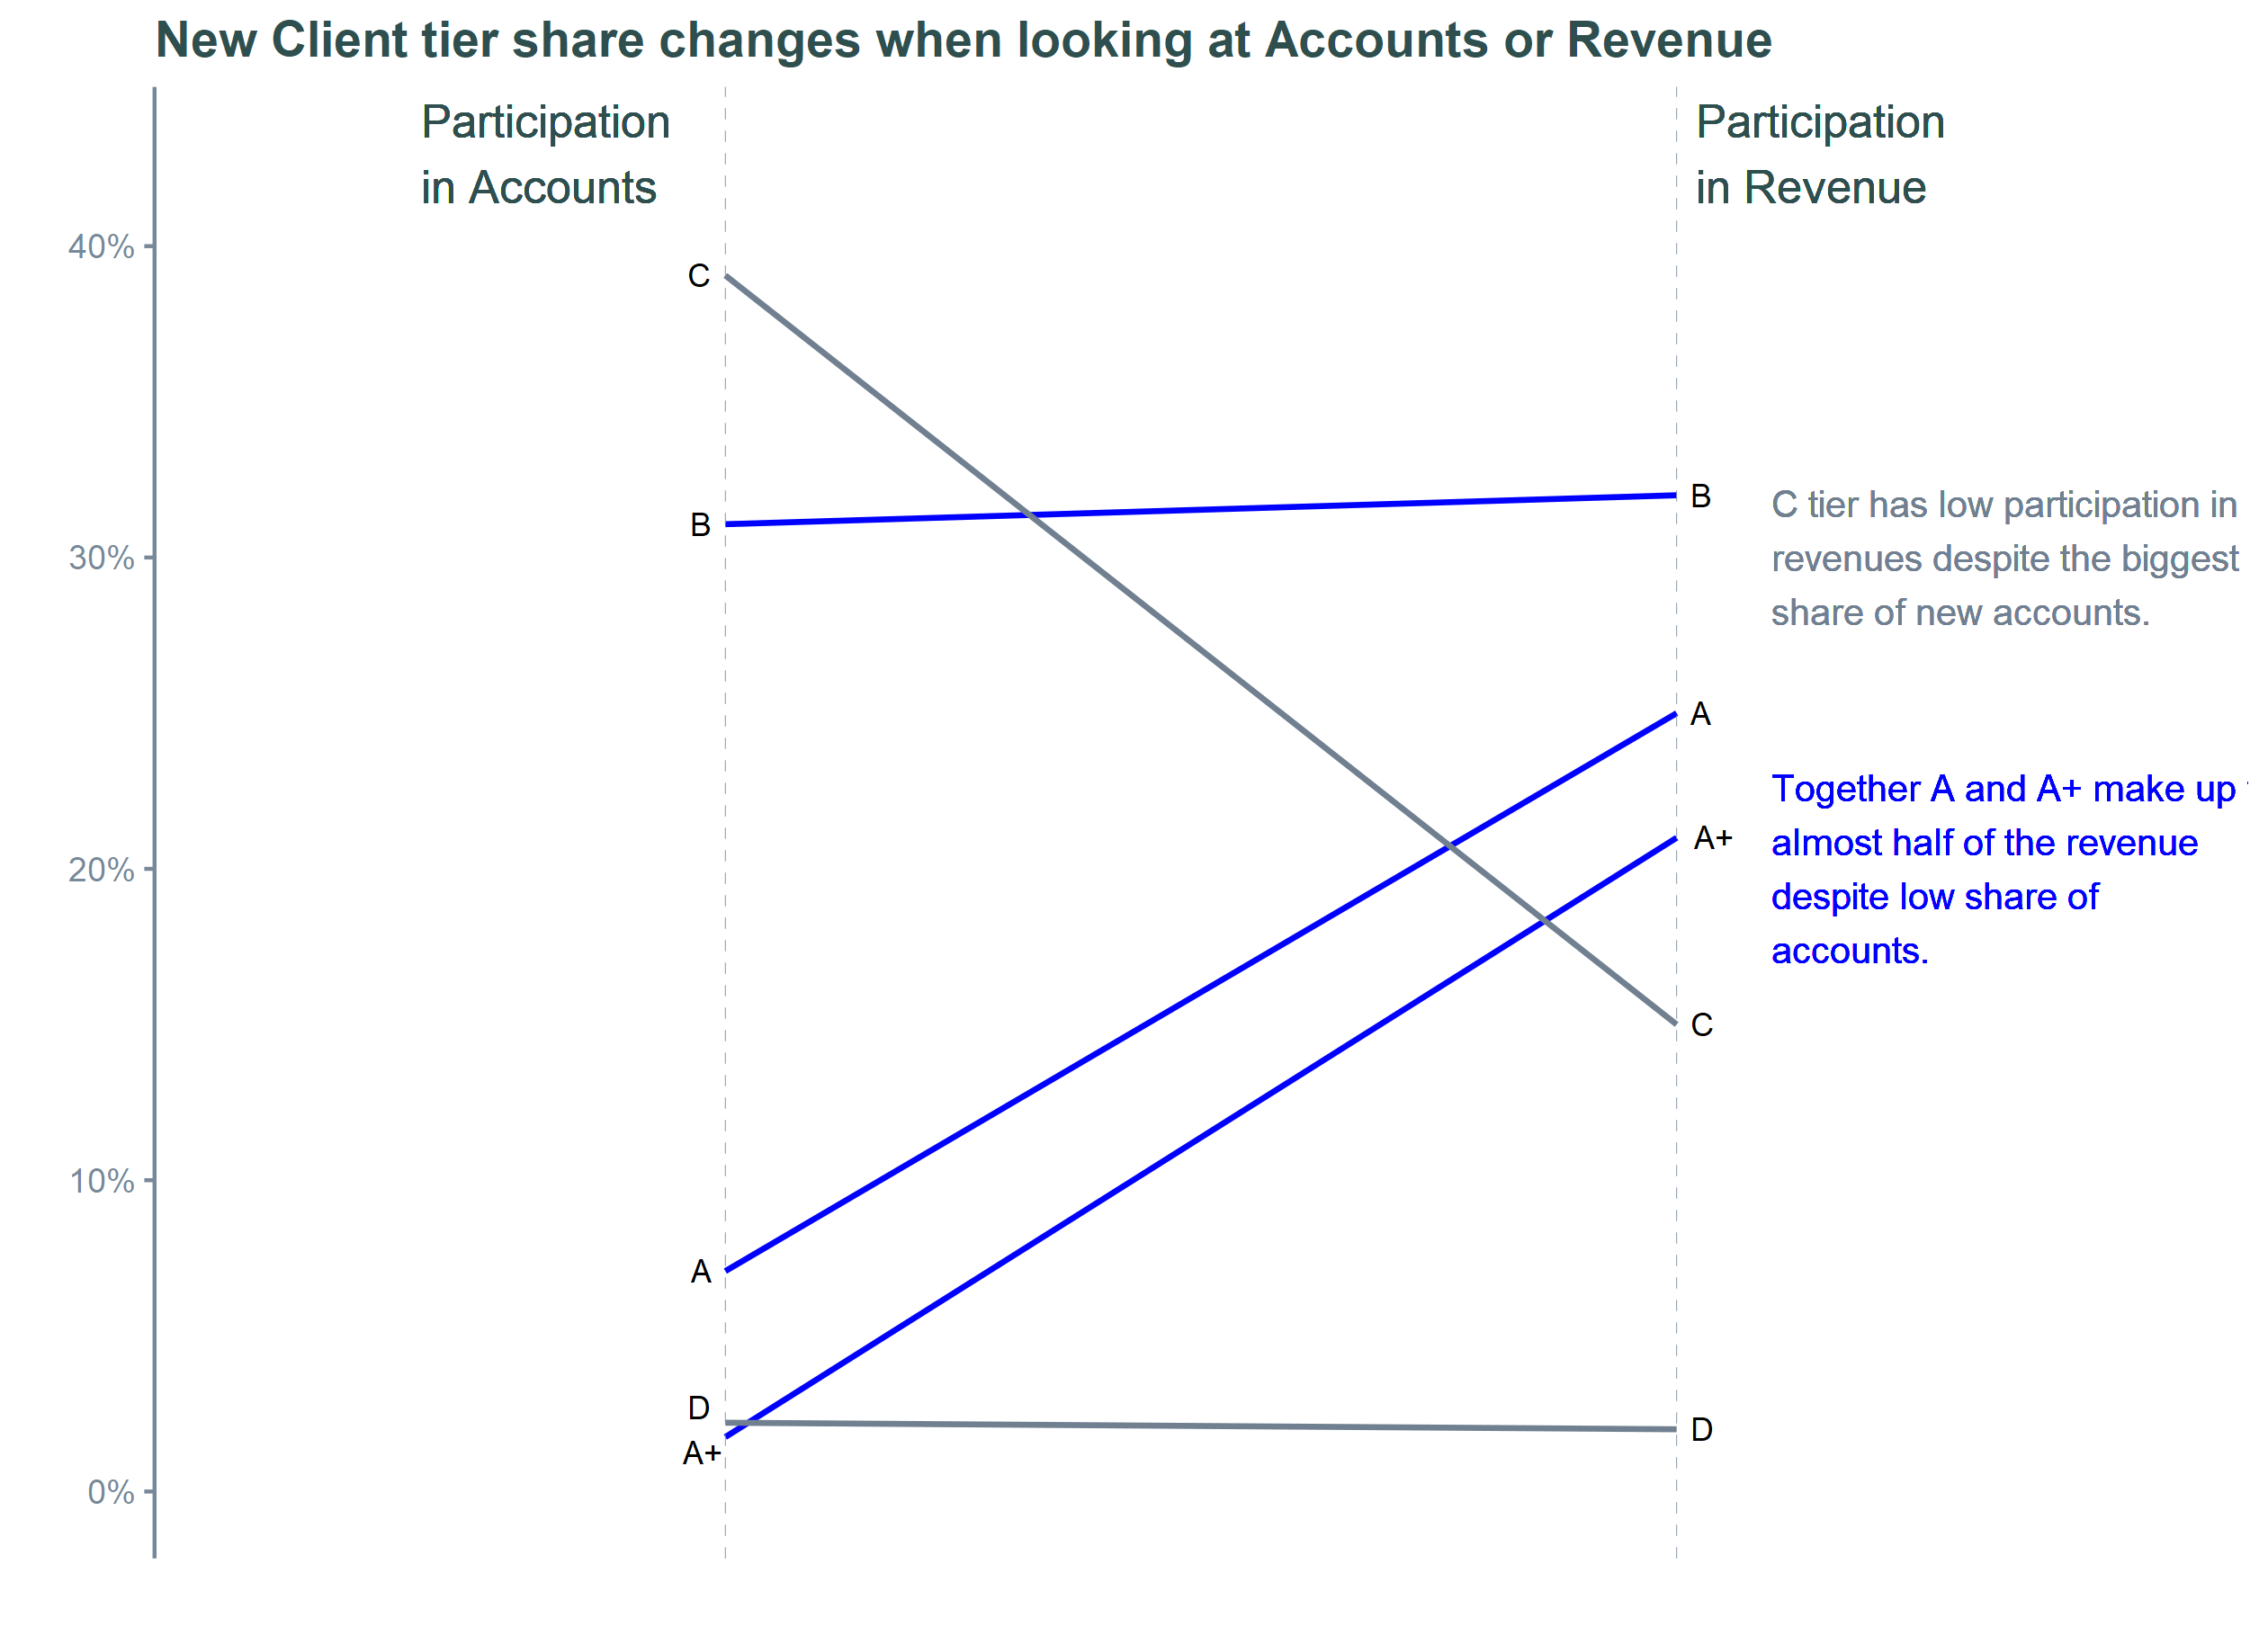 New Client tier share changes when looking at Accounts or Revenue
Participation
in Accounts
Participation
in Revenue
40%
30%
20%
10%
0%
C
B
A
D
A+
B
A
A+
C
D
C tier has low participation in
revenues despite the biggest
share of new accounts.
Together A and A+ make up
almost half of the revenue
despite low share of
accounts.